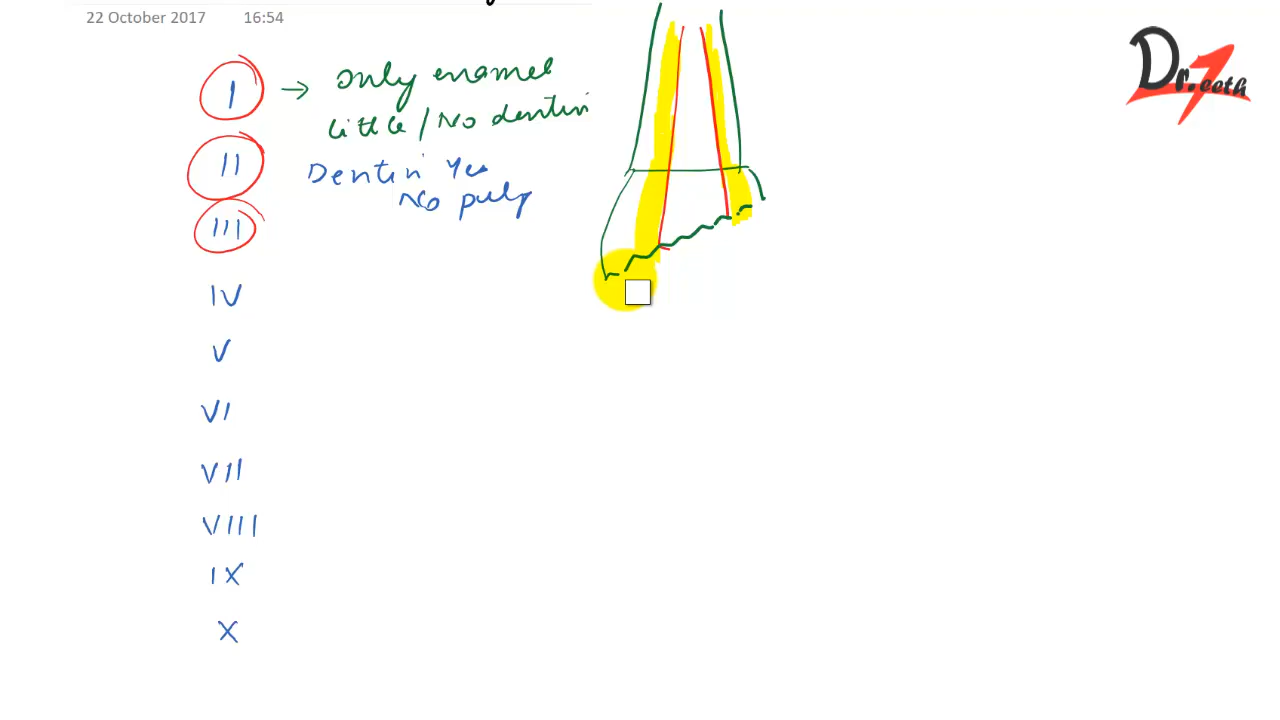 22 October 2017 16:54
Dr. Teeth
I → Only enamel
little / No dentin
II Dentin Yes
No pulp
III
IV
V
VI
VII
VIII
IX
X